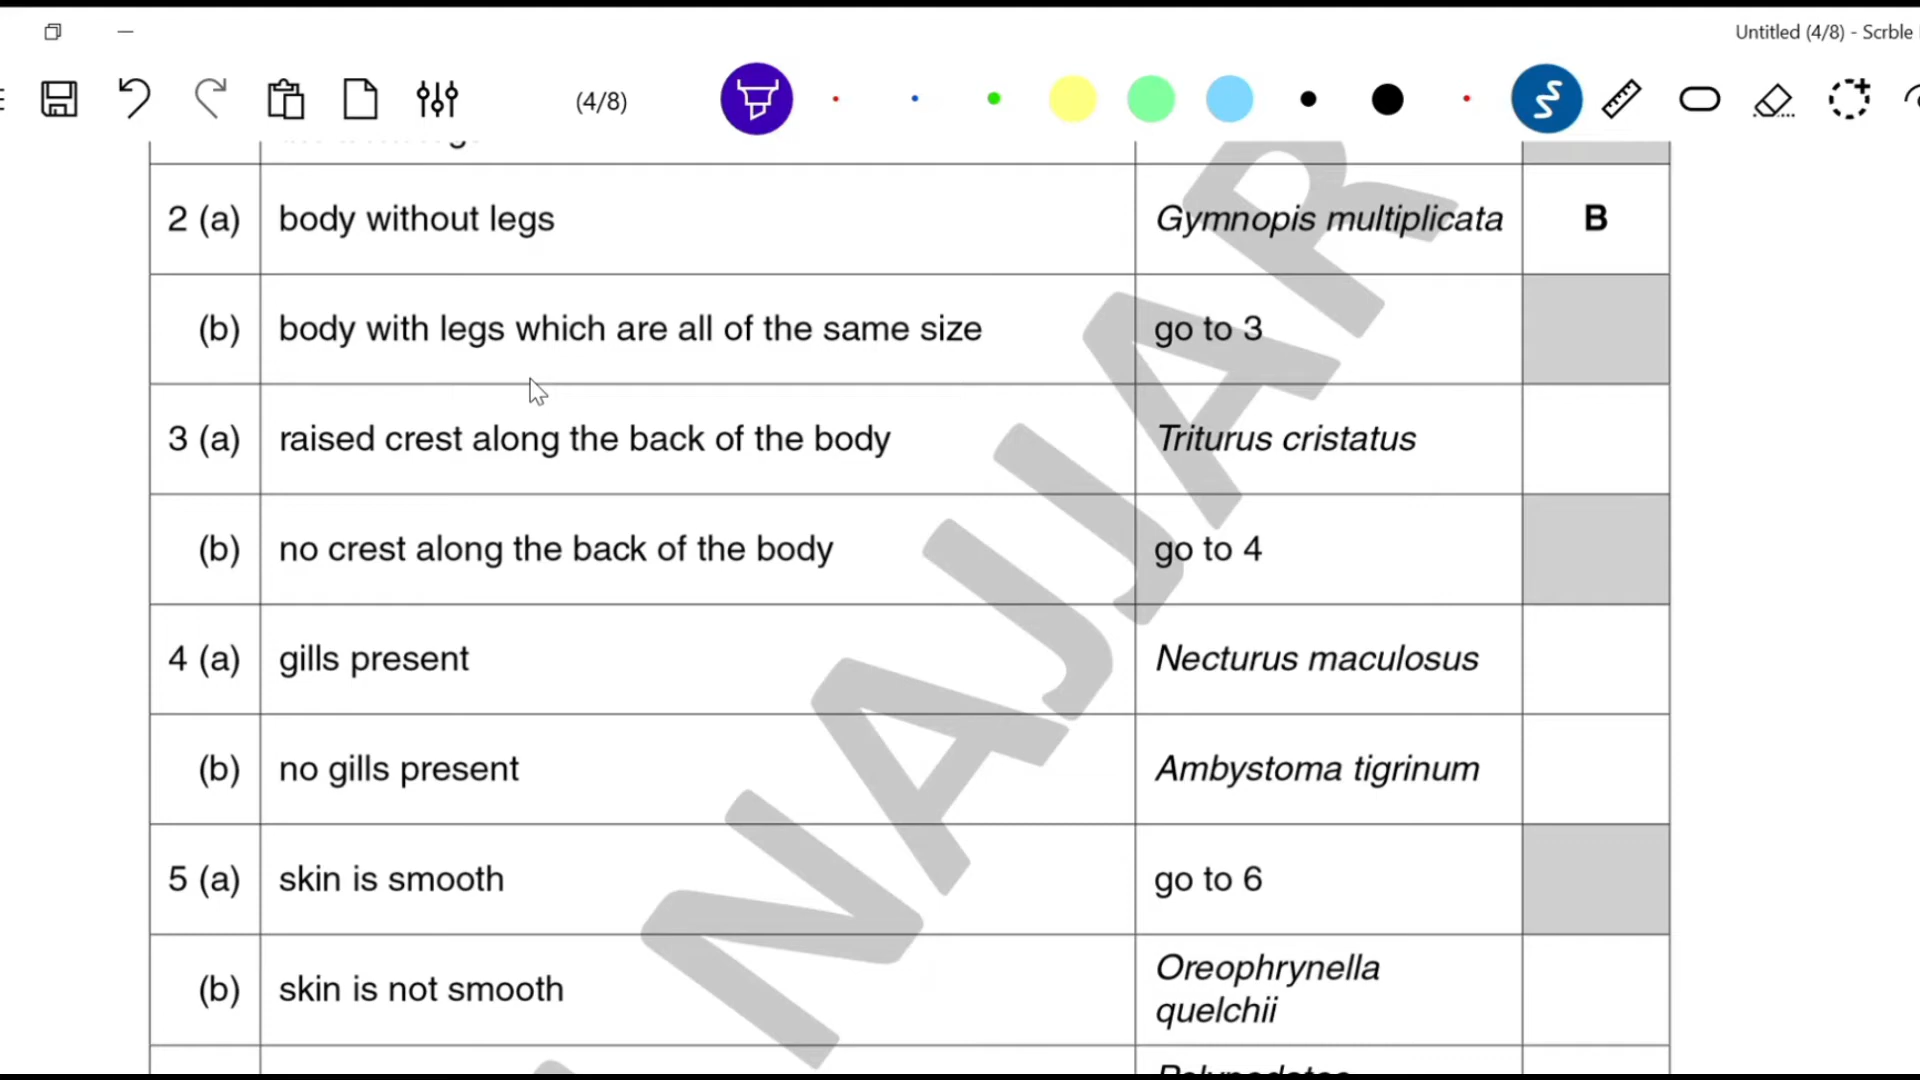 Untitled (4/8) - Scrble
(4/8)
2 (a) body without legs Gymnopis multiplicata B
(b) body with legs which are all of the same size go to 3
3 (a) raised crest along the back of the body Triturus cristatus
(b) no crest along the back of the body go to 4
4 (a) gills present Necturus maculosus
(b) no gills present Ambystoma tigrinum
5 (a) skin is smooth go to 6
(b) skin is not smooth Oreophrynella
quelchii
NAJJAR